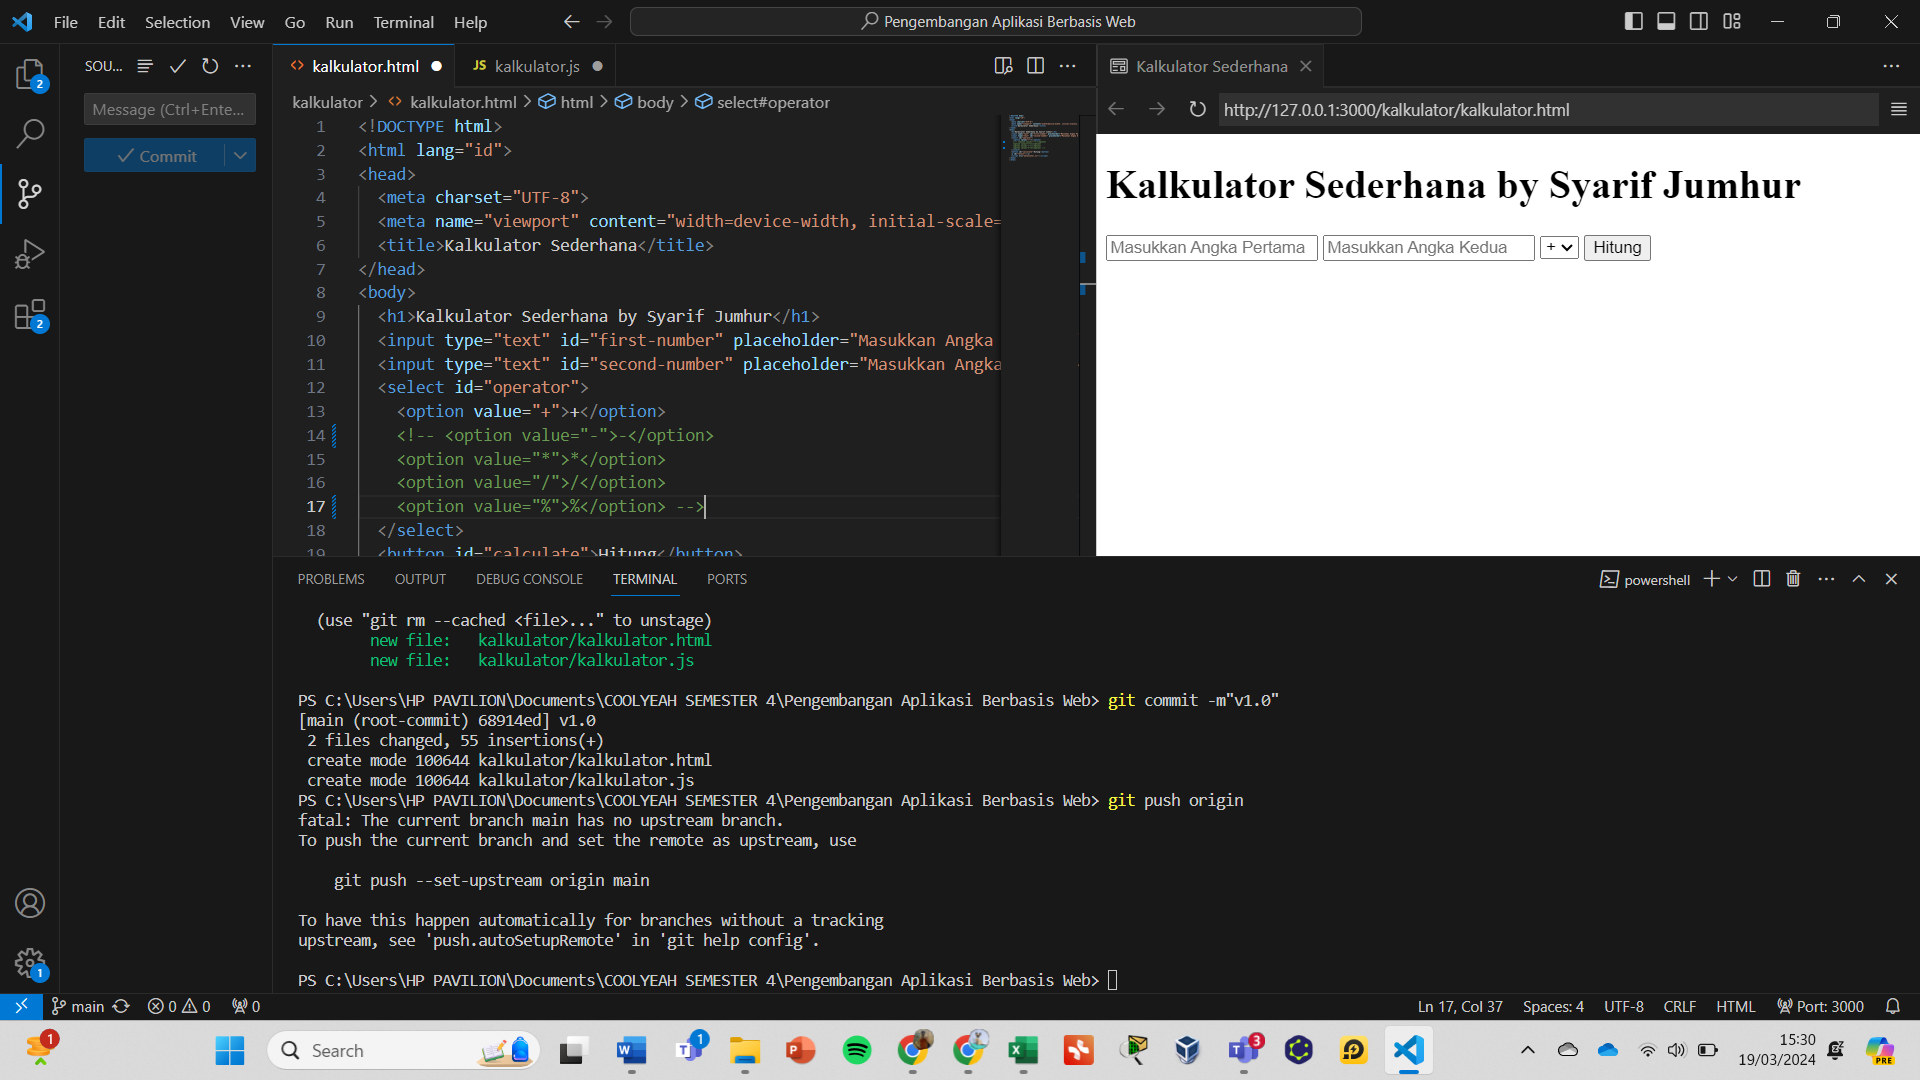 File Edit Selection View Go Run Terminal Help
Pengembangan Aplikasi Berbasis Web
SOU...
kalkulator.html
JS kalkulator.js
Kalkulator Sederhana
2
Message (Ctrl+Ente...
Commit
kalkulator > kalkulator.html > html > body > select#operator
http://127.0.0.1:3000/kalkulator/kalkulator.html
1 <!DOCTYPE html>
2 <html lang="id">
3 <head>
4 <meta charset="UTF-8">
5 <meta name="viewport" content="width=device-width, initial-scale=
6 <title>Kalkulator Sederhana</title>
7 </head>
8 <body>
9 <h1>Kalkulator Sederhana by Syarif Jumhur</h1>
10 <input type="text" id="first-number" placeholder="Masukkan Angka
11 <input type="text" id="second-number" placeholder="Masukkan Angka
12 <select id="operator">
13 <option value="+">+</option>
14 <!-- <option value="-">-</option>
15 <option value="*">*</option>
16 <option value="/">/</option>
17 <option value="%">%</option> -->
18 </select>
19 <button id="calculate">Hitung</button>
Kalkulator Sederhana by Syarif Jumhur
Masukkan Angka Pertama Masukkan Angka Kedua + Hitung
2
PROBLEMS OUTPUT DEBUG CONSOLE TERMINAL PORTS
powershell
(use "git rm --cached <file>..." to unstage)
new file: kalkulator/kalkulator.html
new file: kalkulator/kalkulator.js
PS C:\Users\HP PAVILION\Documents\COOLYEAH SEMESTER 4\Pengembangan Aplikasi Berbasis Web> git commit -m"v1.0"
[main (root-commit) 68914ed] v1.0
2 files changed, 55 insertions(+)
create mode 100644 kalkulator/kalkulator.html
create mode 100644 kalkulator/kalkulator.js
PS C:\Users\HP PAVILION\Documents\COOLYEAH SEMESTER 4\Pengembangan Aplikasi Berbasis Web> git push origin
fatal: The current branch main has no upstream branch.
To push the current branch and set the remote as upstream, use
git push --set-upstream origin main
To have this happen automatically for branches without a tracking
upstream, see 'push.autoSetupRemote' in 'git help config'.
PS C:\Users\HP PAVILION\Documents\COOLYEAH SEMESTER 4\Pengembangan Aplikasi Berbasis Web>
1
main 0 0 0
Ln 17, Col 37 Spaces: 4 UTF-8 CRLF HTML Port: 3000
1
Search
W
1
P
X
3
15:30
19/03/2024
PRE